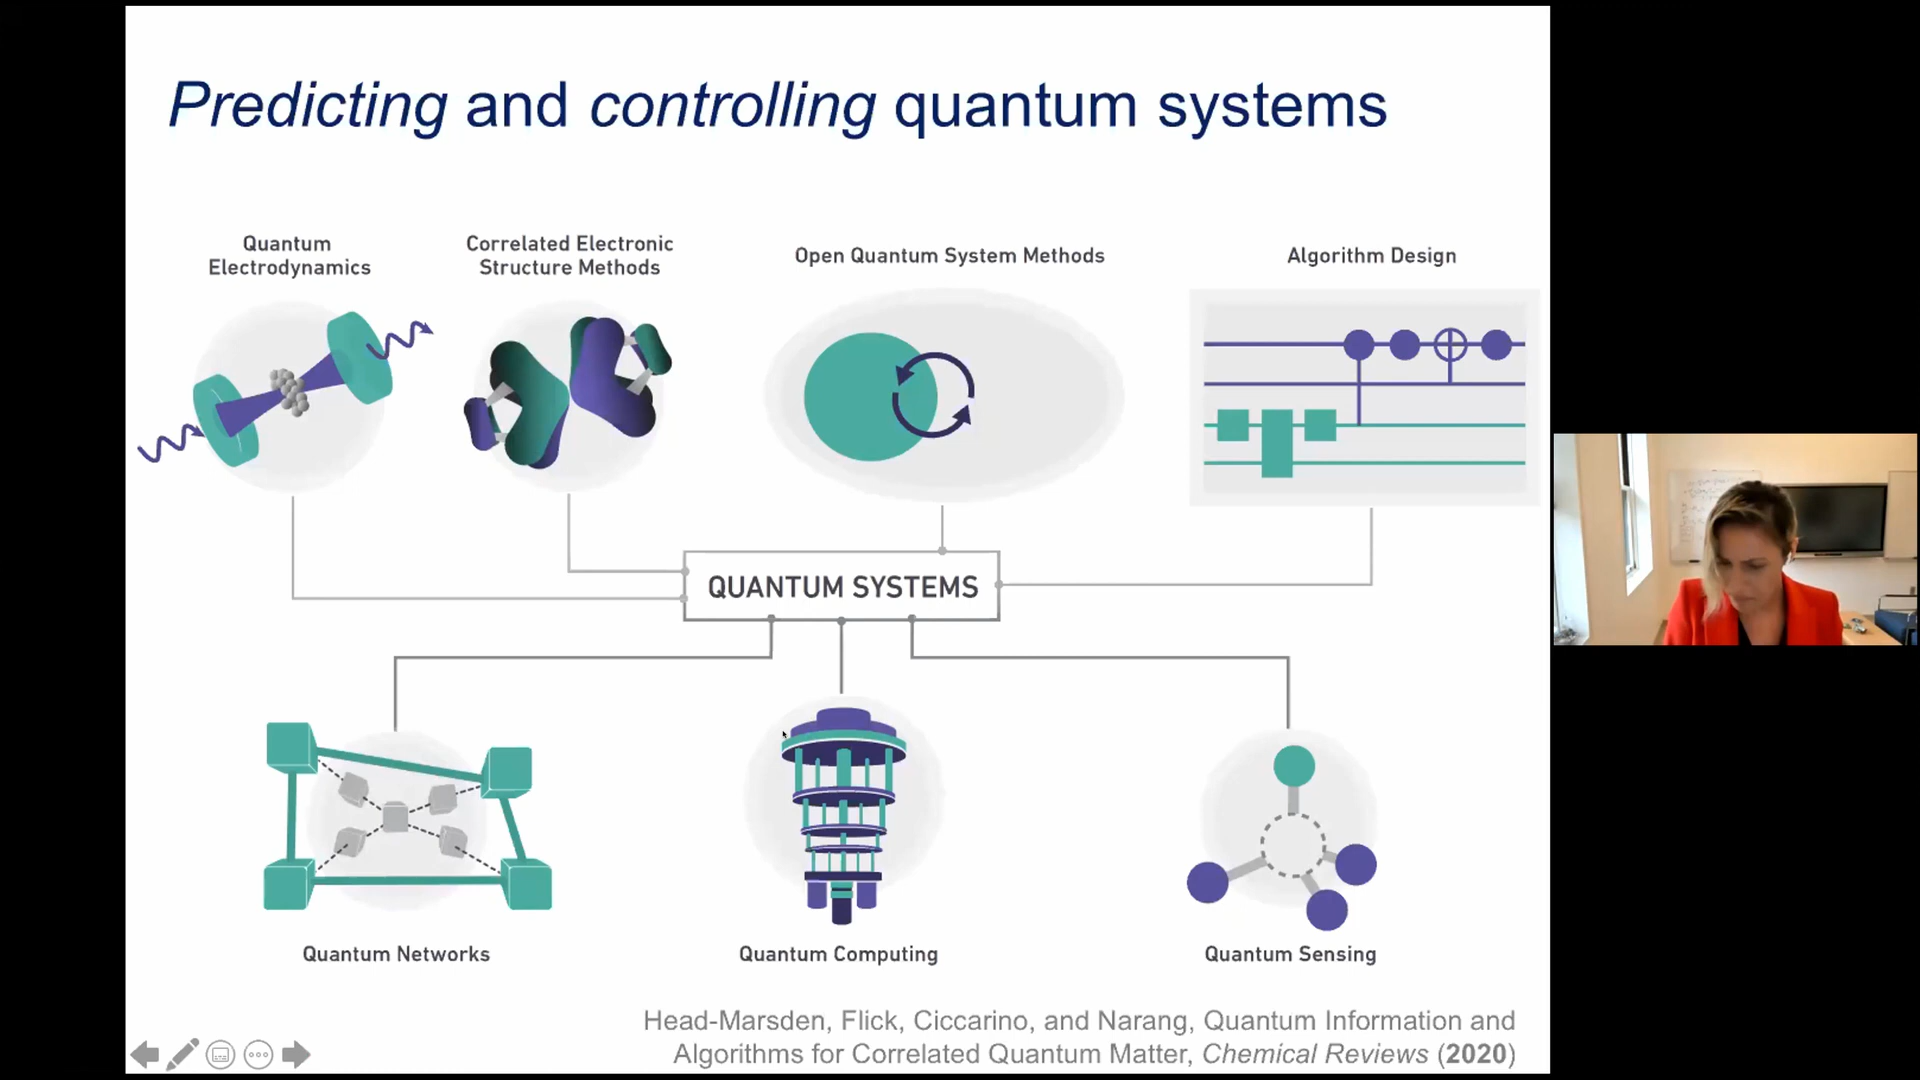 Predicting and controlling quantum systems
Quantum
Electrodynamics
Correlated Electronic
Structure Methods
Open Quantum System Methods
Algorithm Design
QUANTUM SYSTEMS
Quantum Networks
Quantum Computing
Quantum Sensing
Head-Marsden, Flick, Ciccarino, and Narang, Quantum Information and
Algorithms for Correlated Quantum Matter, Chemical Reviews (2020)